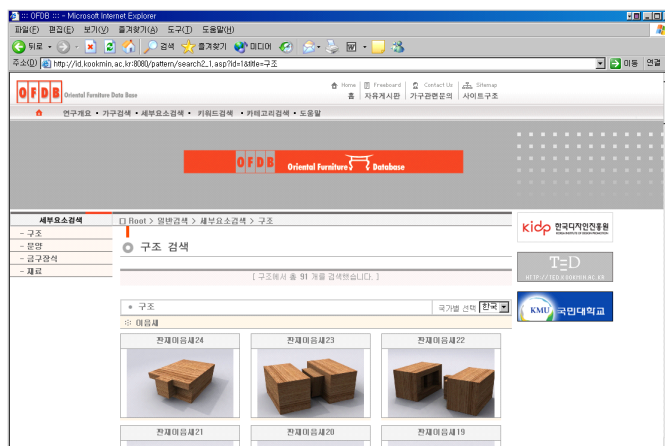 ::: OFDB ::: - Microsoft Internet Explorer
파일(F) 편집(E) 보기(V) 즐겨찾기(A) 도구(T) 도움말(H)
뒤로 검색 즐겨찾기 미디어
주소(D) http://id.kookmin.ac.kr:8080/pattern/search2_1.asp?id=1&title=구조 이동 연결
OFDB Oriental Furniture Data Base
Home Freeboard Contact Us Sitemap
홈 자유게시판 가구관련문의 사이트구조
연구개요 • 가구검색 • 세부요소검색 • 키워드검색 • 카테고리검색 • 도움말
OFDB Oriental Furniture Database
세부요소검색
- 구조
- 문양
- 금구장식
- 재료
Root > 일반검색 > 세부요소검색 > 구조
구조 검색
[ 구조에서 총 91 개를 검색했습니다. ]
구조 국가별 선택 한국
이음새
판재이음새24 판재이음새23 판재이음새22
판재이음새21 판재이음새20 판재이음새19
kidp 한국디자인진흥원
TED
HTTP://TED.KOOKMIN.AC.KR
KMU 국민대학교